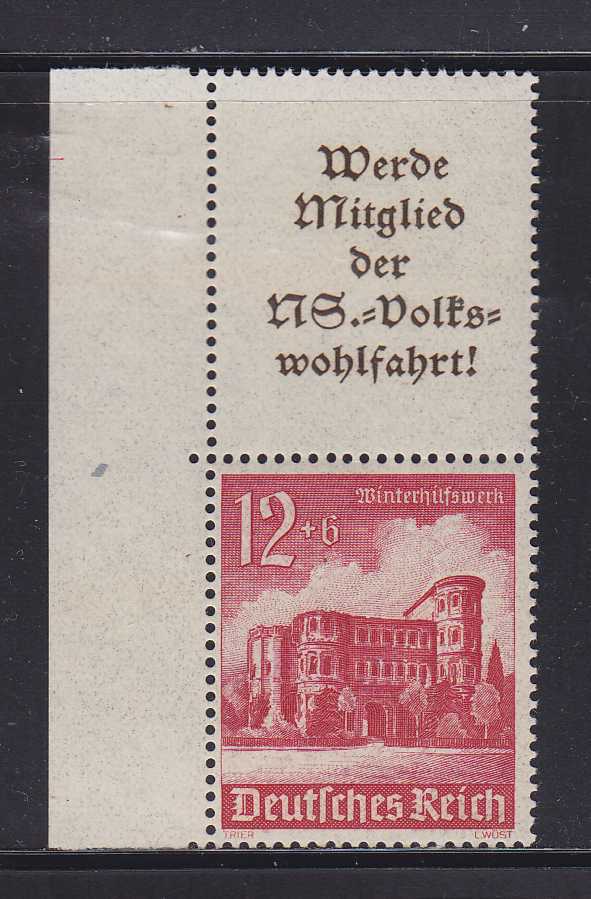 Werde
Mitglied
der
NS.-Volks-
wohlfahrt!
12+6 Winterhilfswerk
Deutsches Reich
TRIER L.WÜST